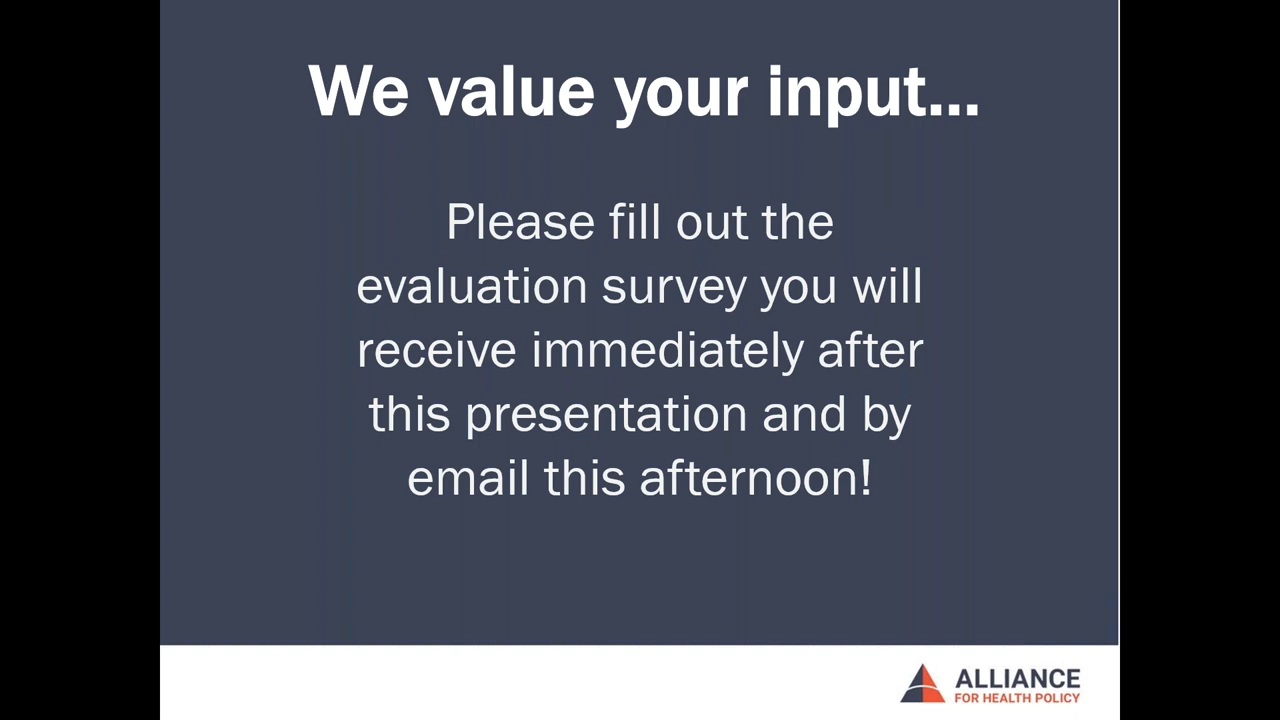 We value your input...
Please fill out the
evaluation survey you will
receive immediately after
this presentation and by
email this afternoon!
ALLIANCE
FOR HEALTH POLICY